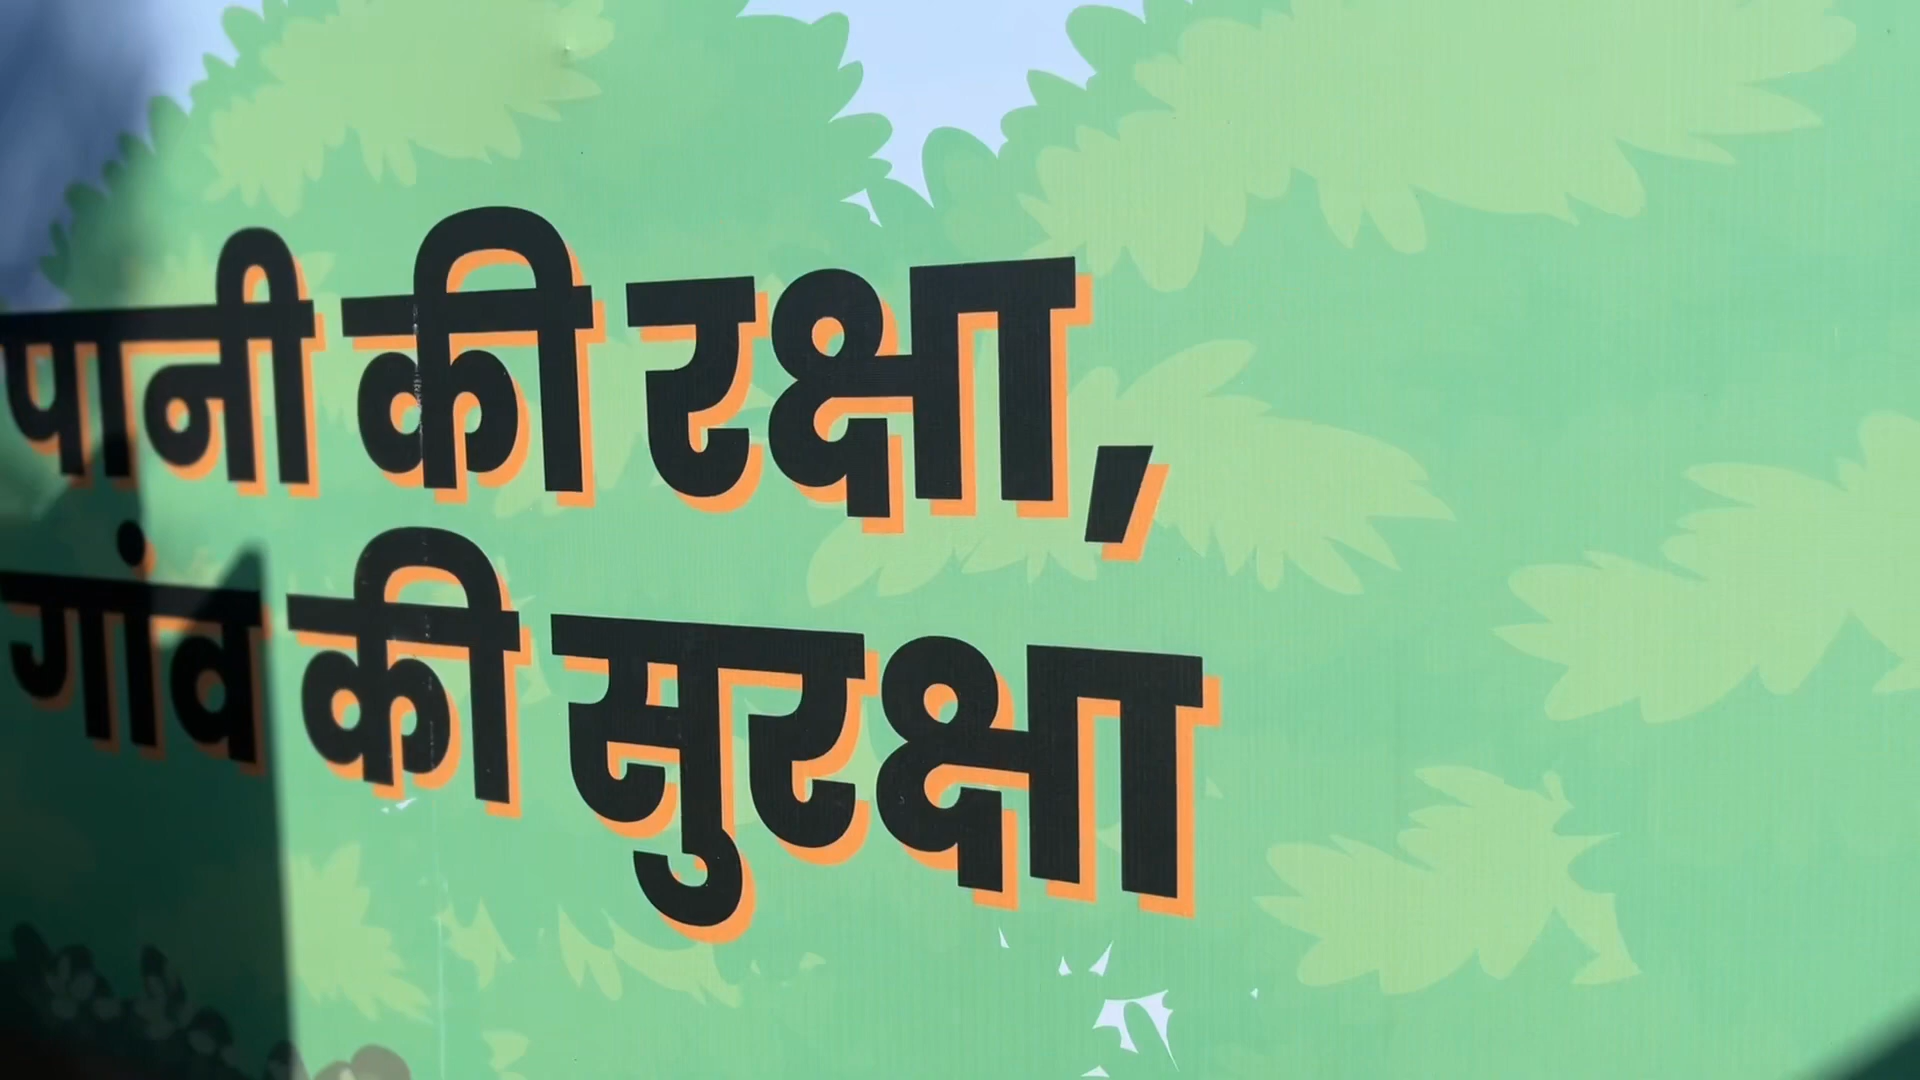 पानी की रक्षा,
गांव की सुरक्षा